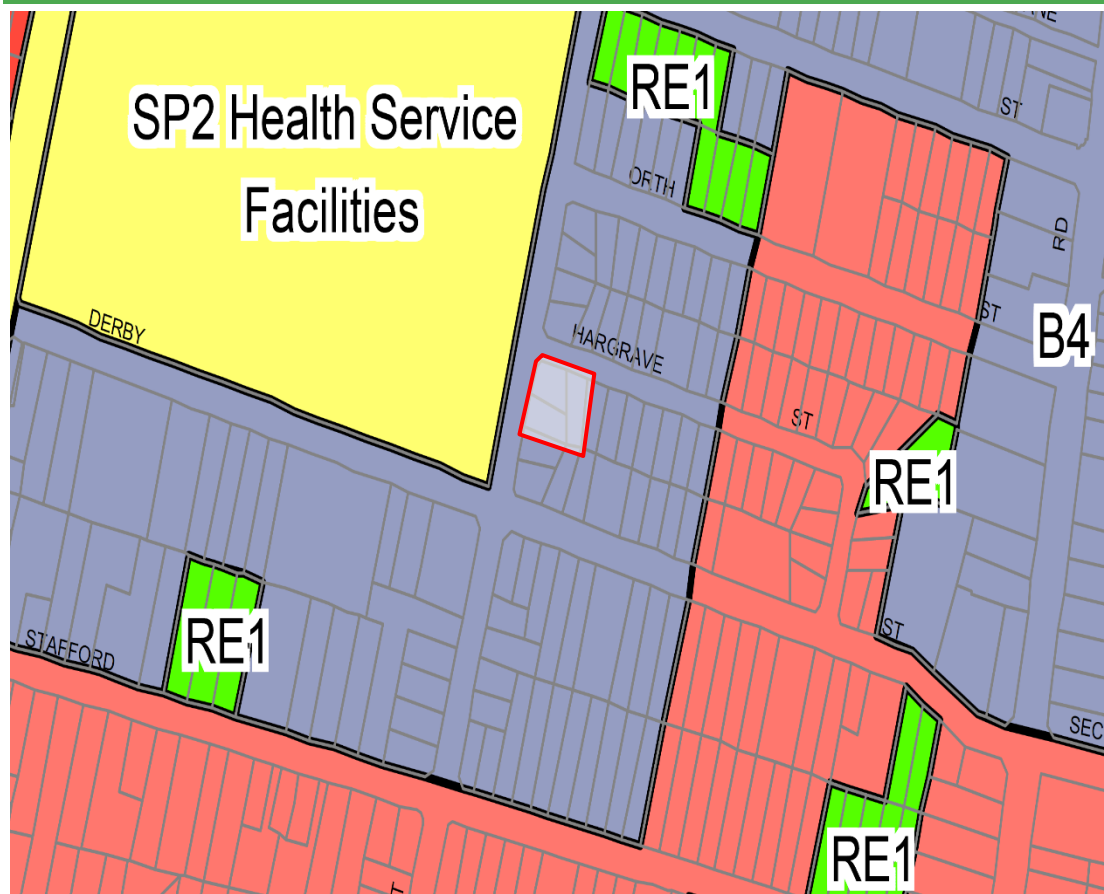 NE
SP2 Health Service
Facilities
RE1
ST
ORTH
RD
DERBY
ST
B4
HARGRAVE
ST
RE1
RE1
STAFFORD
ST
SEC
RE1